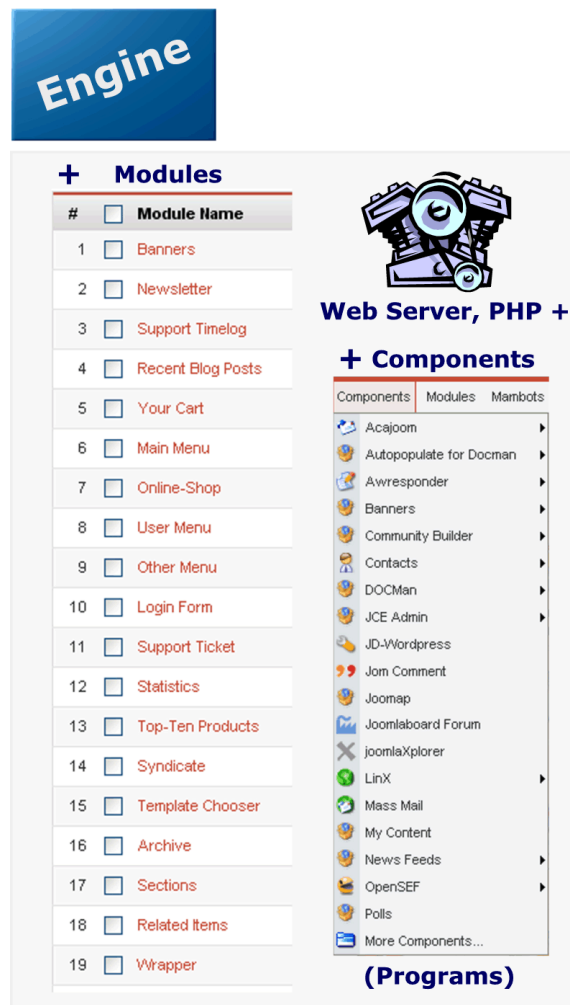 Engine
+ Modules
# Module Name
1 Banners
2 Newsletter
3 Support Timelog
4 Recent Blog Posts
5 Your Cart
6 Main Menu
7 Online-Shop
8 User Menu
9 Other Menu
10 Login Form
11 Support Ticket
12 Statistics
13 Top-Ten Products
14 Syndicate
15 Template Chooser
16 Archive
17 Sections
18 Related Items
19 Wrapper
Web Server, PHP +
+ Components
Components Modules Mambots
Acajoom
Autopopulate for Docman
Awresponder
Banners
Community Builder
Contacts
DOCMan
JCE Admin
JD-Wordpress
Jom Comment
Joomap
Joomlaboard Forum
joomlaXplorer
LinX
Mass Mail
My Content
News Feeds
OpenSEF
Polls
More Components...
(Programs)